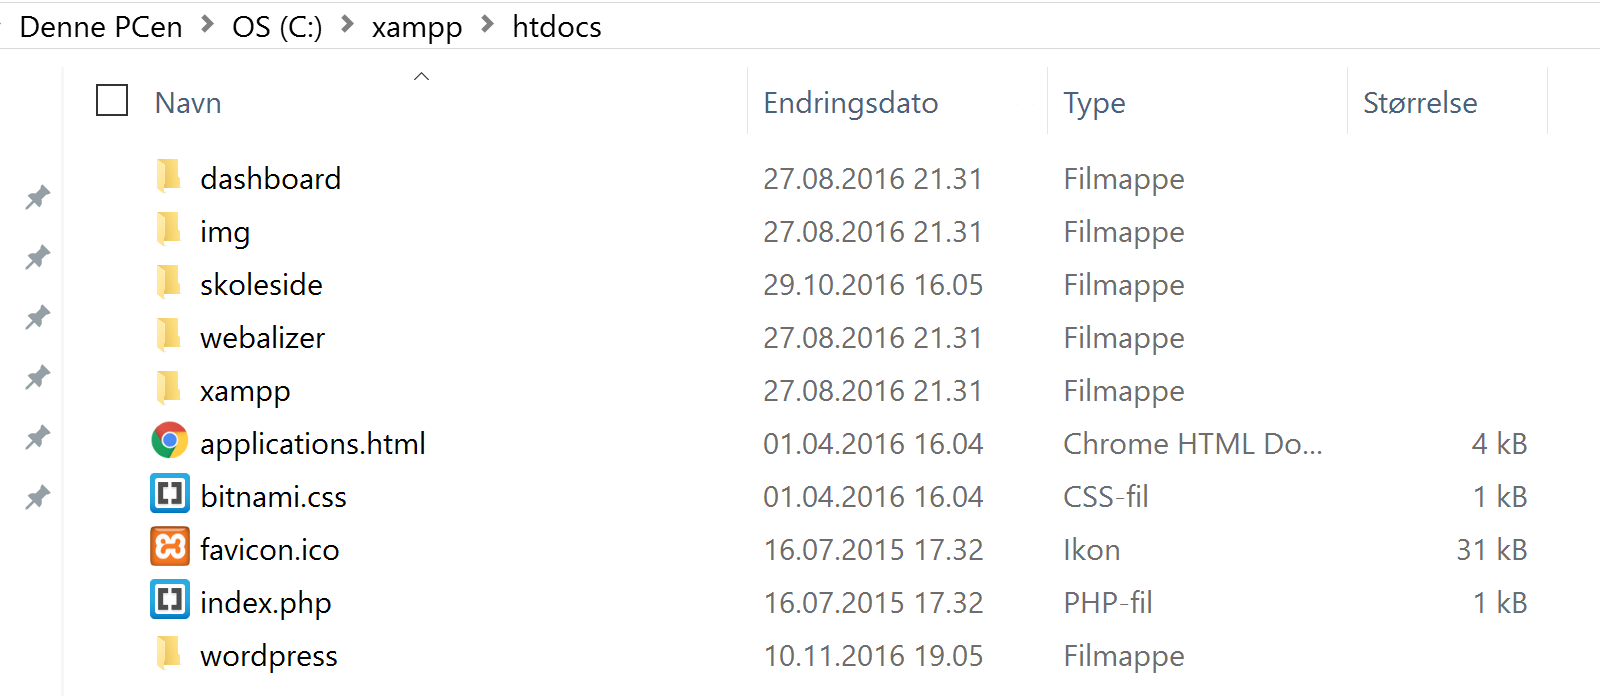 Denne PCen > OS (C:) > xampp > htdocs
Navn Endringsdato Type Størrelse
dashboard 27.08.2016 21.31 Filmappe
img 27.08.2016 21.31 Filmappe
skoleside 29.10.2016 16.05 Filmappe
webalizer 27.08.2016 21.31 Filmappe
xampp 27.08.2016 21.31 Filmappe
applications.html 01.04.2016 16.04 Chrome HTML Do... 4 kB
bitnami.css 01.04.2016 16.04 CSS-fil 1 kB
favicon.ico 16.07.2015 17.32 Ikon 31 kB
index.php 16.07.2015 17.32 PHP-fil 1 kB
wordpress 10.11.2016 19.05 Filmappe